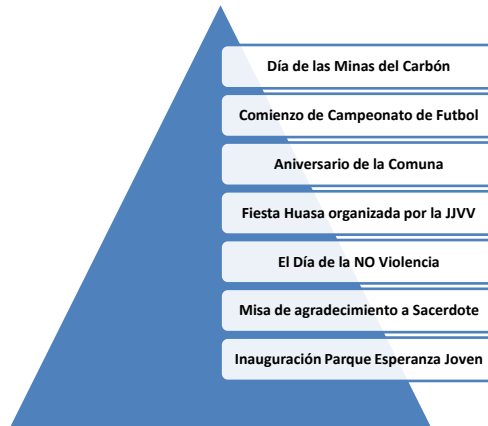 Día de las Minas del Carbón
Comienzo de Campeonato de Futbol
Aniversario de la Comuna
Fiesta Huasa organizada por la JJVV
El Día de la NO Violencia
Misa de agradecimiento a Sacerdote
Inauguración Parque Esperanza Joven